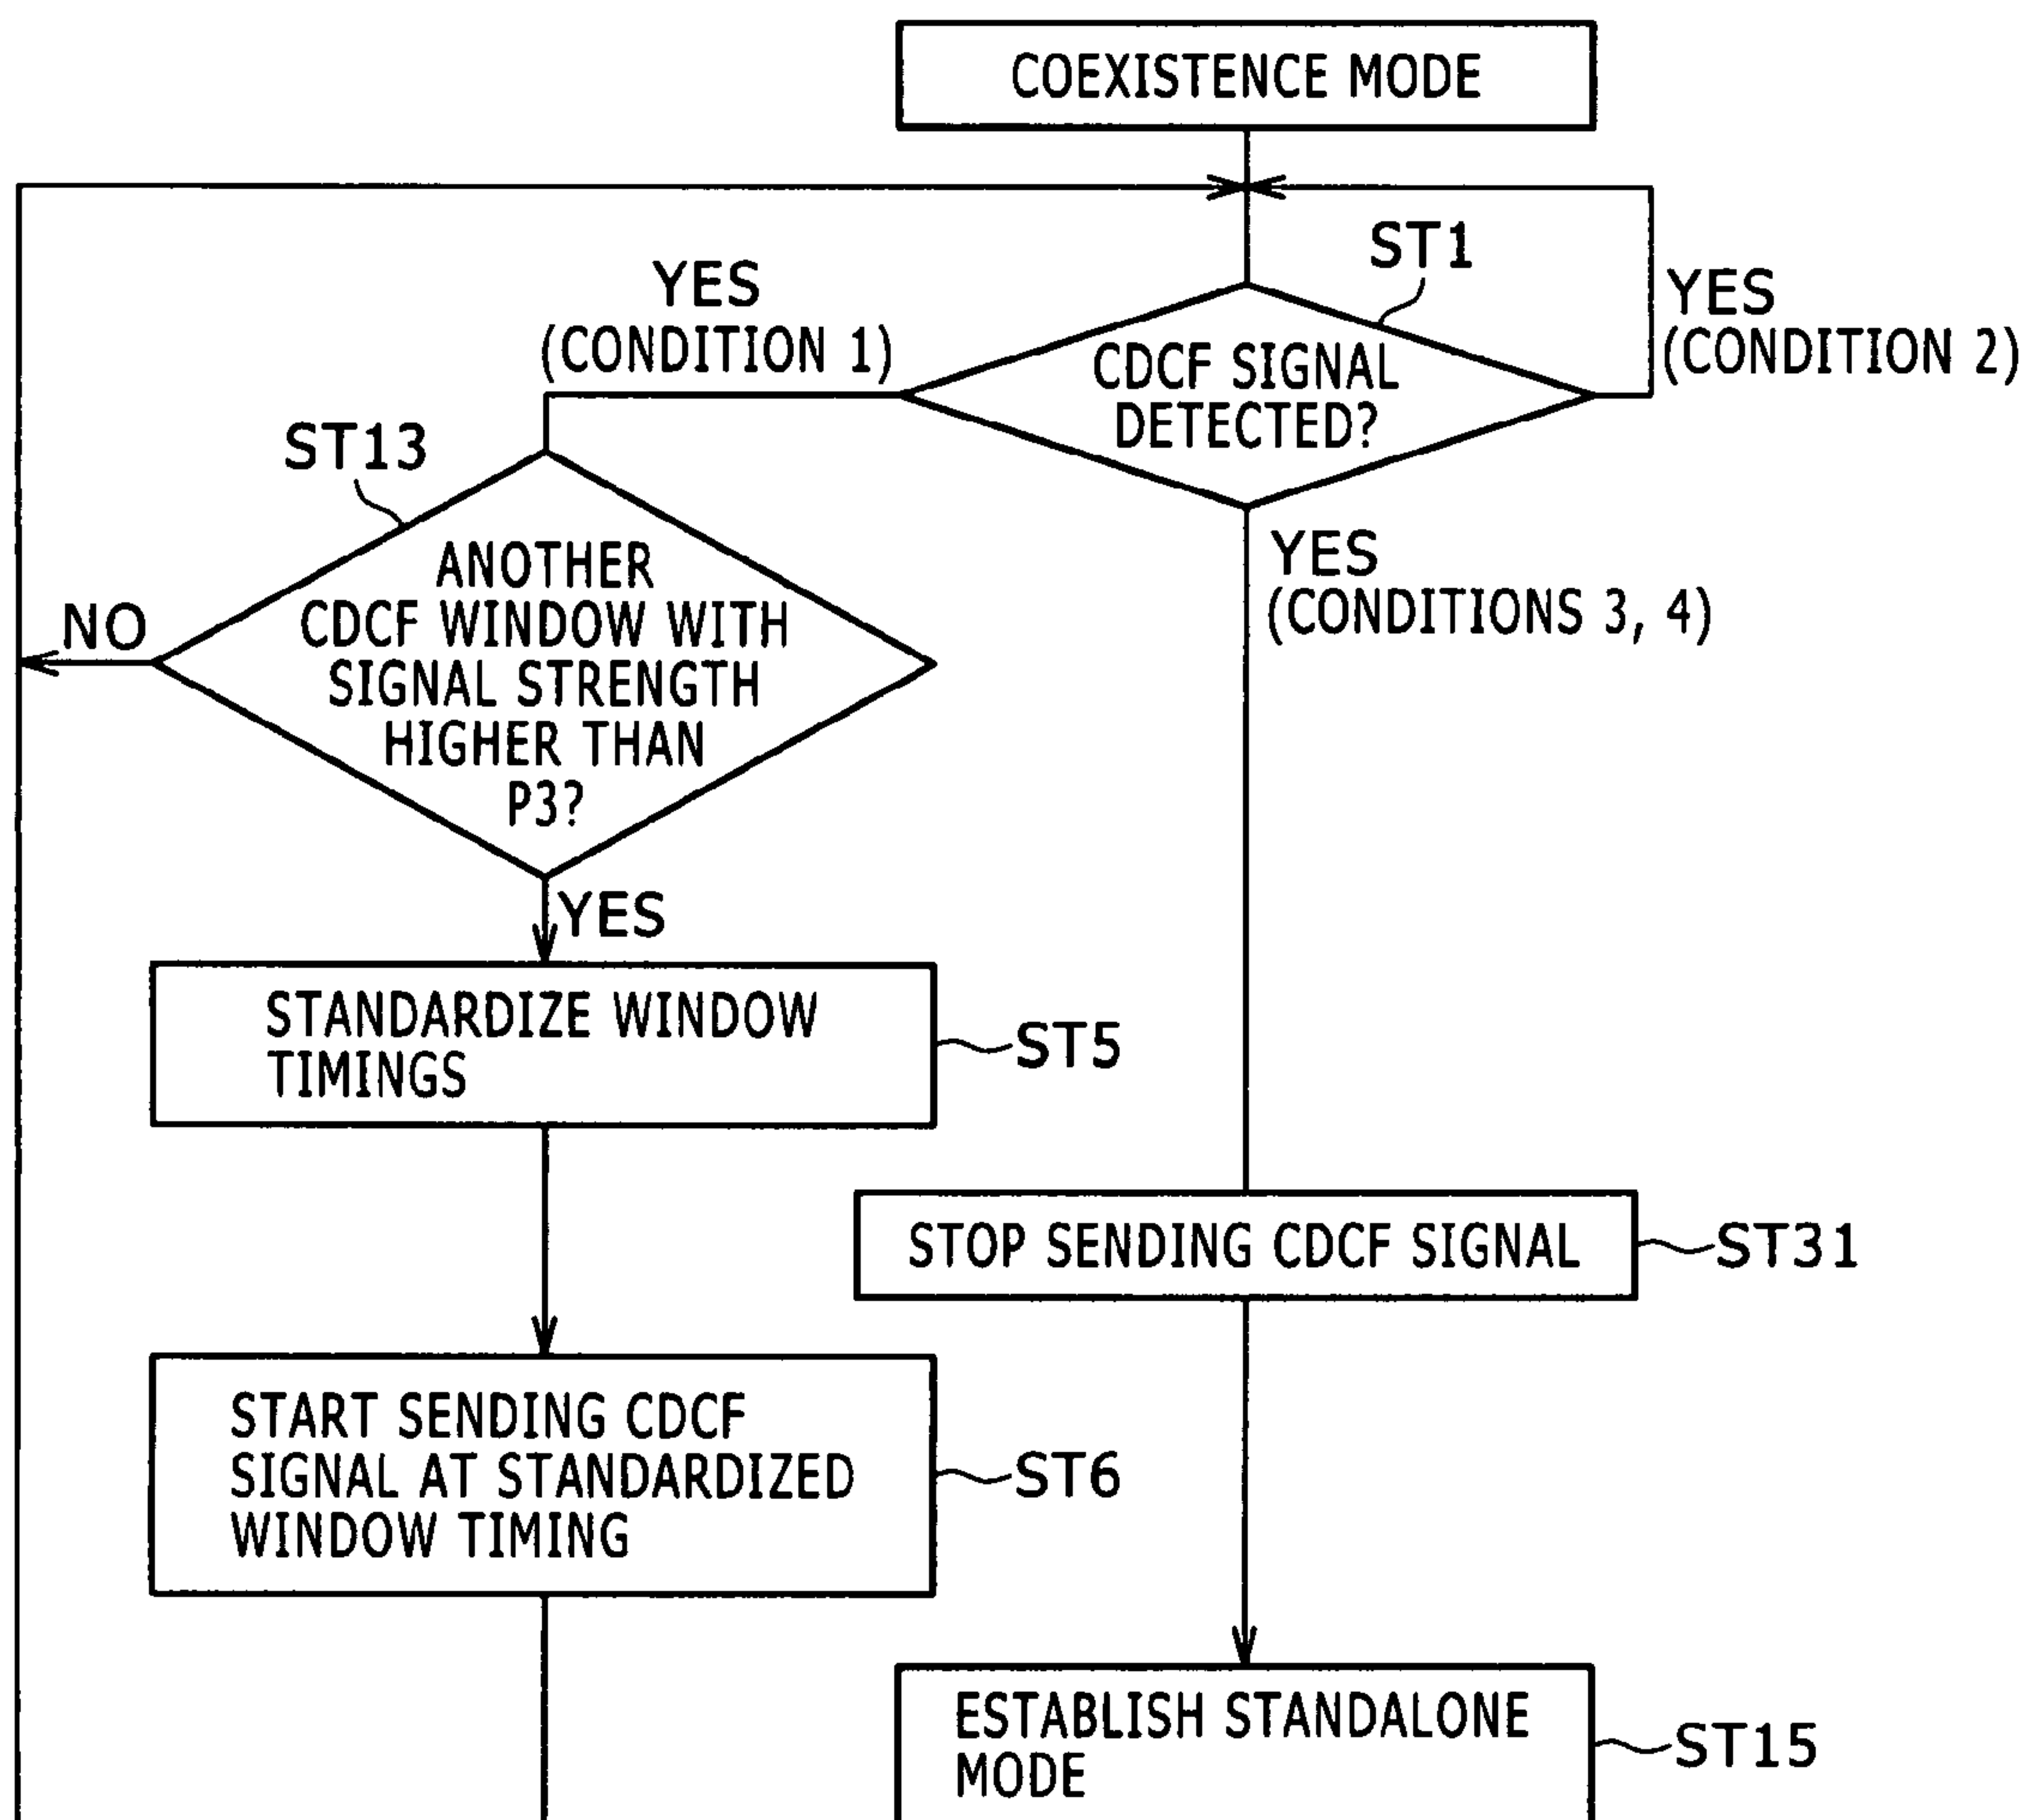 COEXISTENCE MODE
ST1
YES
(CONDITION 1)
YES
(CONDITION 2)
CDCF SIGNAL
DETECTED?
ST13
YES
(CONDITIONS 3, 4)
ANOTHER
CDCF WINDOW WITH
SIGNAL STRENGTH
HIGHER THAN
P3?
NO
YES
STANDARDIZE WINDOW
TIMINGS
ST5
STOP SENDING CDCF SIGNAL
ST31
START SENDING CDCF
SIGNAL AT STANDARDIZED
WINDOW TIMING
ST6
ESTABLISH STANDALONE
MODE
ST15